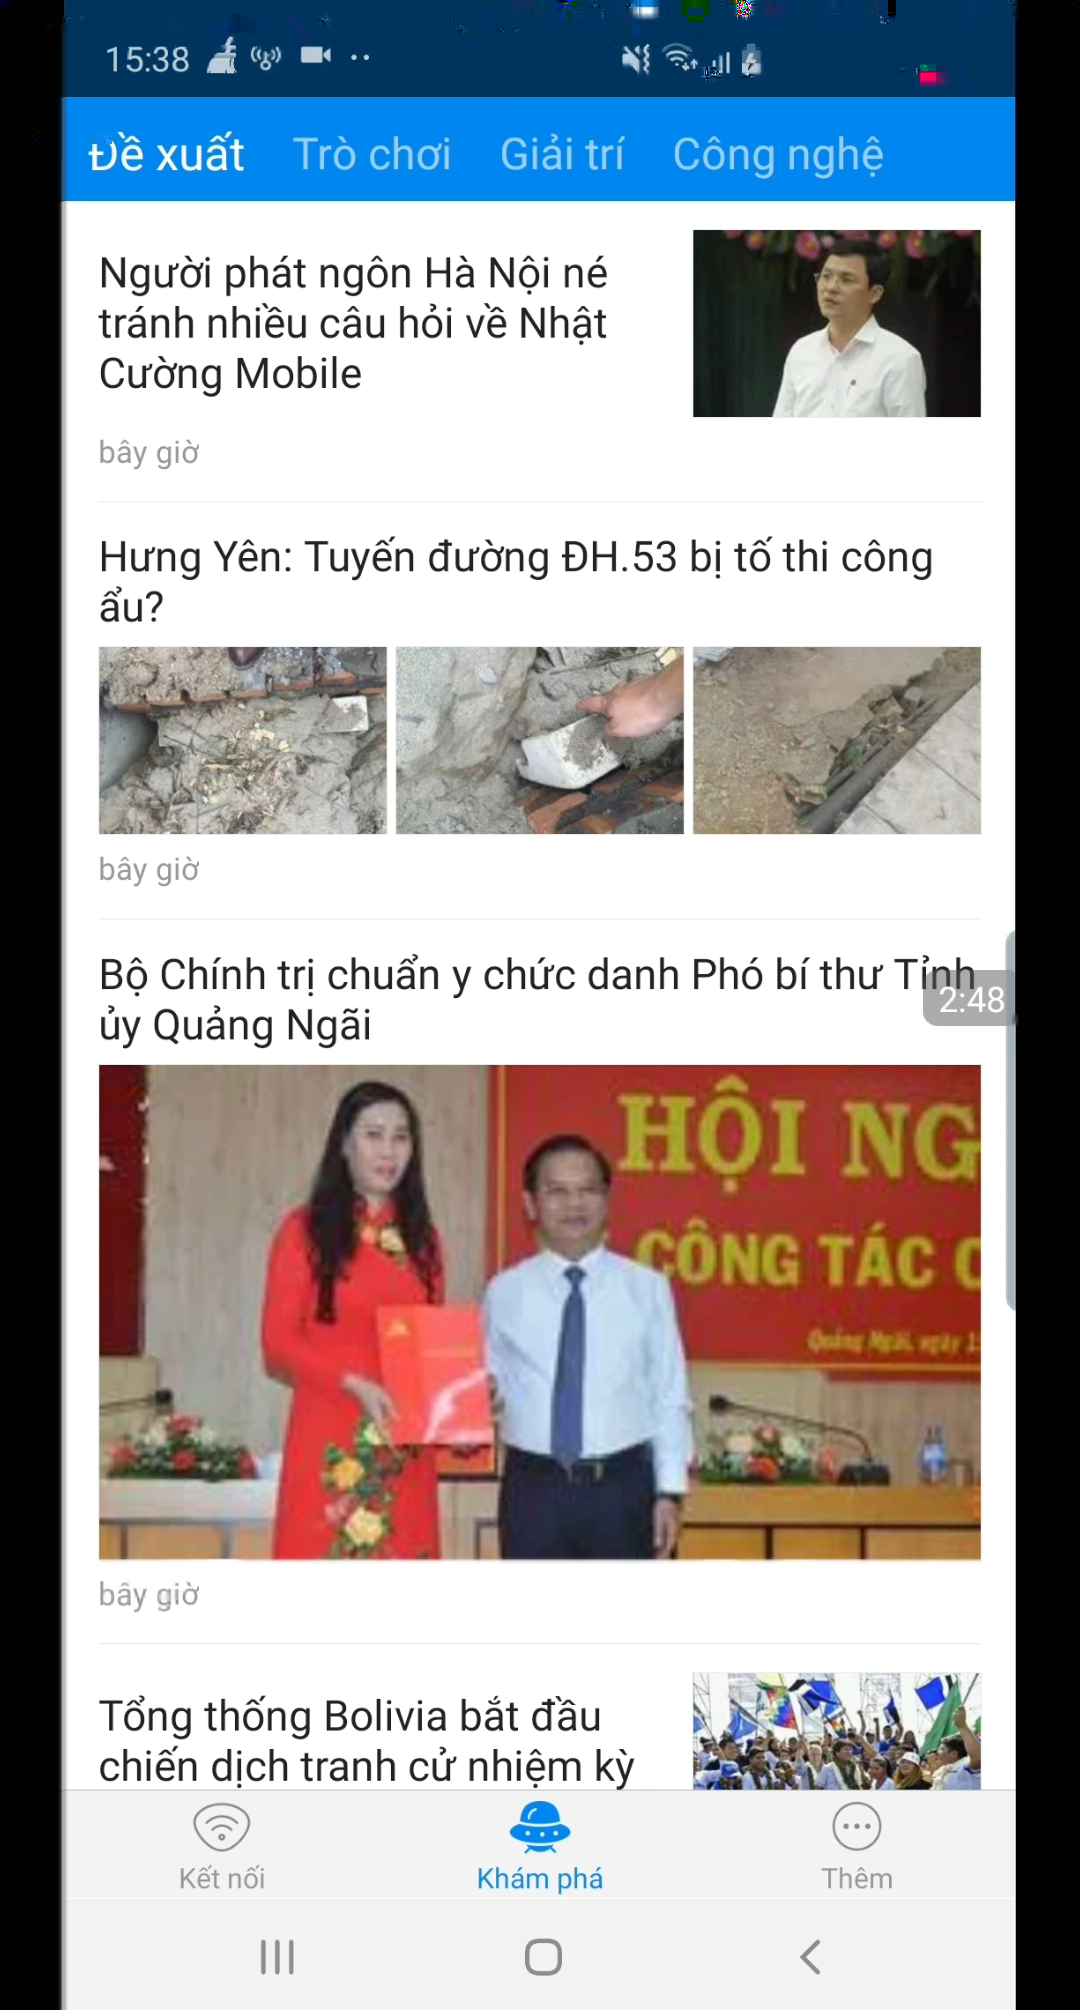 15:38
Đề xuất Trò chơi Giải trí Công nghệ
Người phát ngôn Hà Nội né
tránh nhiều câu hỏi về Nhật
Cường Mobile
bây giờ
Hưng Yên: Tuyến đường ĐH.53 bị tố thi công
ẩu?
bây giờ
Bộ Chính trị chuẩn y chức danh Phó bí thư Tỉnh
ủy Quảng Ngãi
2:48
HỘI NG
CÔNG TÁC C
Quảng Ngãi, ngày 1
bây giờ
Tổng thống Bolivia bắt đầu
chiến dịch tranh cử nhiệm kỳ
Kết nối Khám phá Thêm